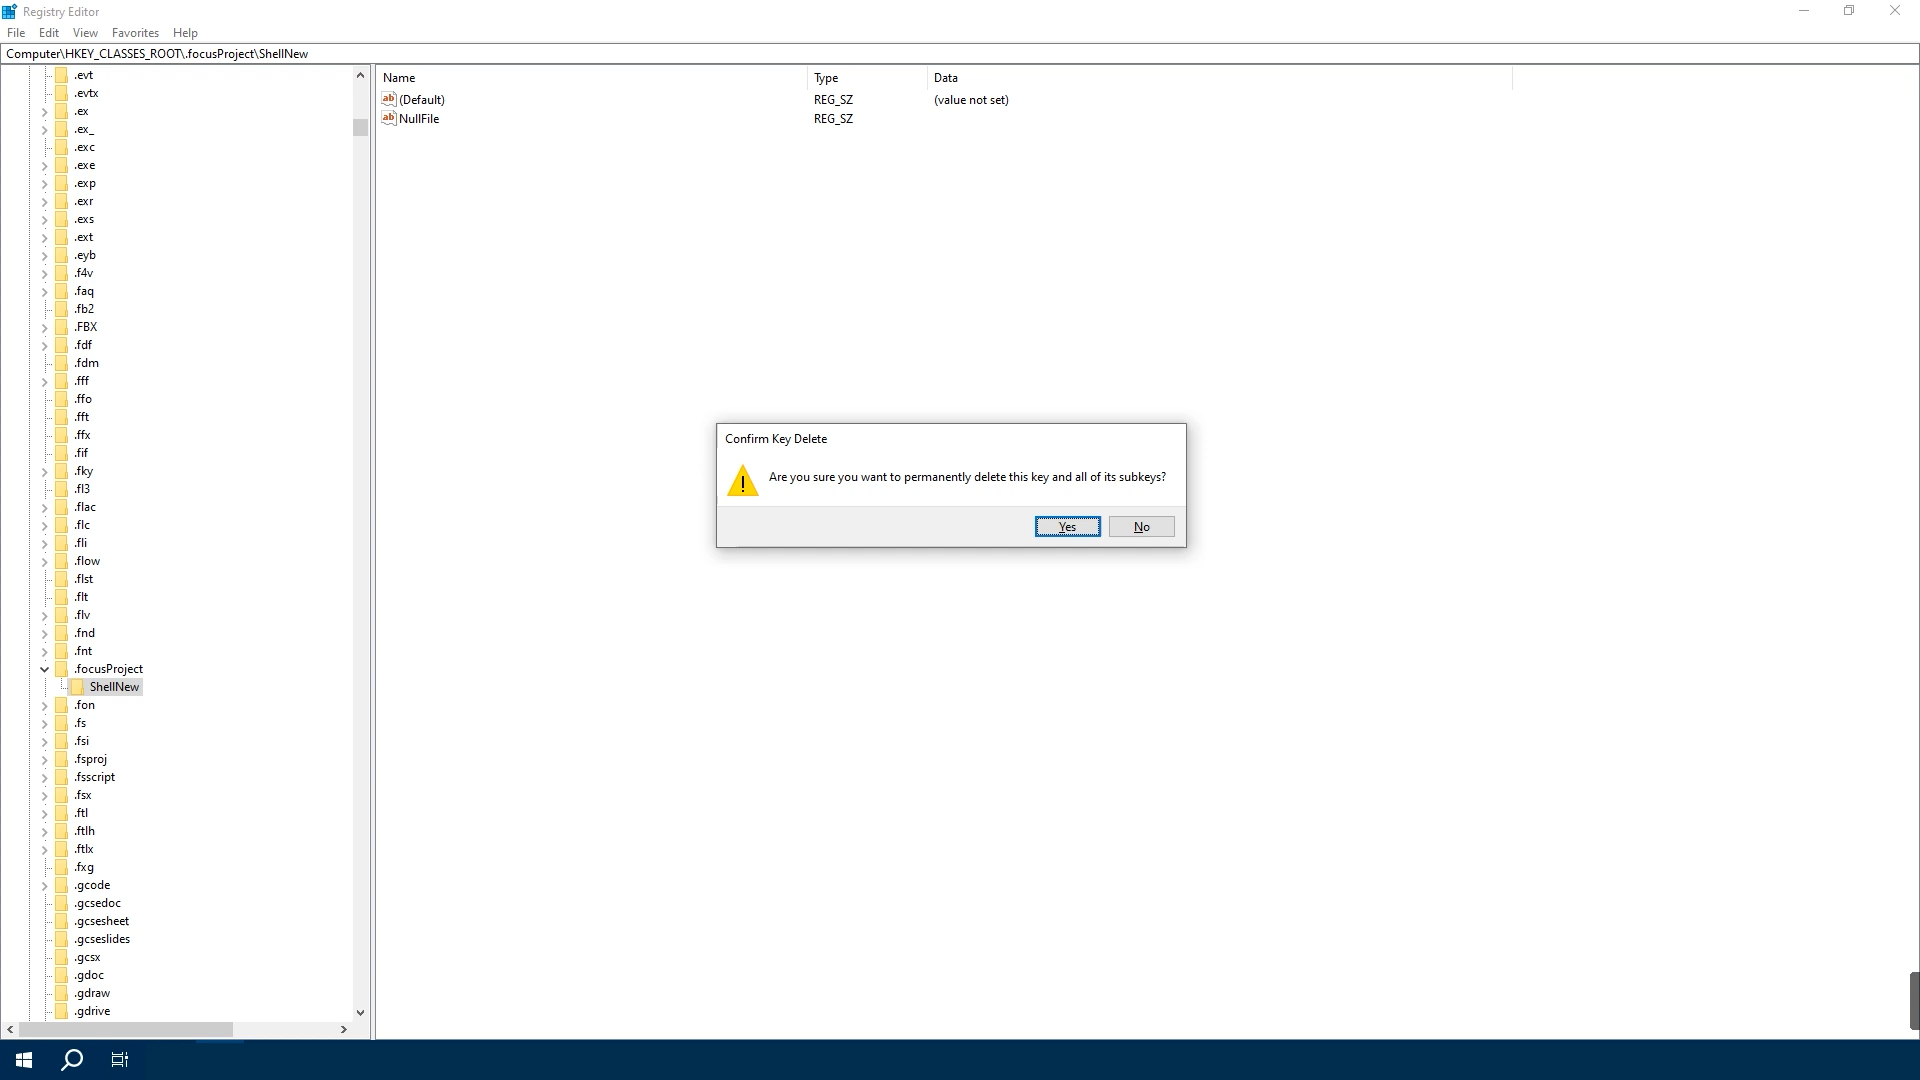 Registry Editor
File Edit View Favorites Help
Computer\HKEY_CLASSES_ROOT\.focusProject\ShellNew
.evt
.evtx
.ex
.ex_
.exc
.exe
.exp
.exr
.exs
.ext
.eyb
.f4v
.faq
.fb2
.FBX
.fdf
.fdm
.fff
.ffo
.fft
.ffx
.fif
.fky
.fl3
.flac
.flc
.fli
.flow
.flst
.flt
.flv
.fnd
.fnt
.focusProject
ShellNew
.fon
.fs
.fsi
.fsproj
.fsscript
.fsx
.ftl
.ftlh
.ftlx
.fxg
.gcode
.gcsedoc
.gcsesheet
.gcseslides
.gcsx
.gdoc
.gdraw
.gdrive
Name Type Data
ab (Default) REG_SZ (value not set)
ab NullFile REG_SZ
Confirm Key Delete
Are you sure you want to permanently delete this key and all of its subkeys?
Yes No